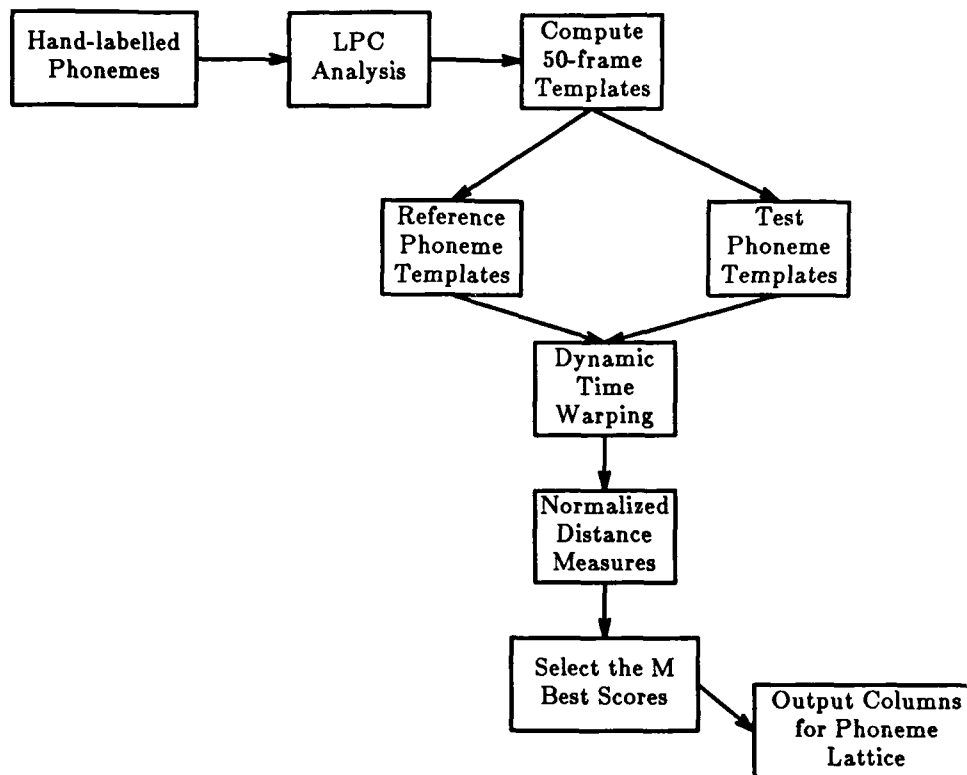 Hand-labelled
Phonemes
LPC
Analysis
Compute
50-frame
Templates
Reference
Phoneme
Templates
Test
Phoneme
Templates
Dynamic
Time
Warping
Normalized
Distance
Measures
Select the M
Best Scores
Output Columns
for Phoneme
Lattice